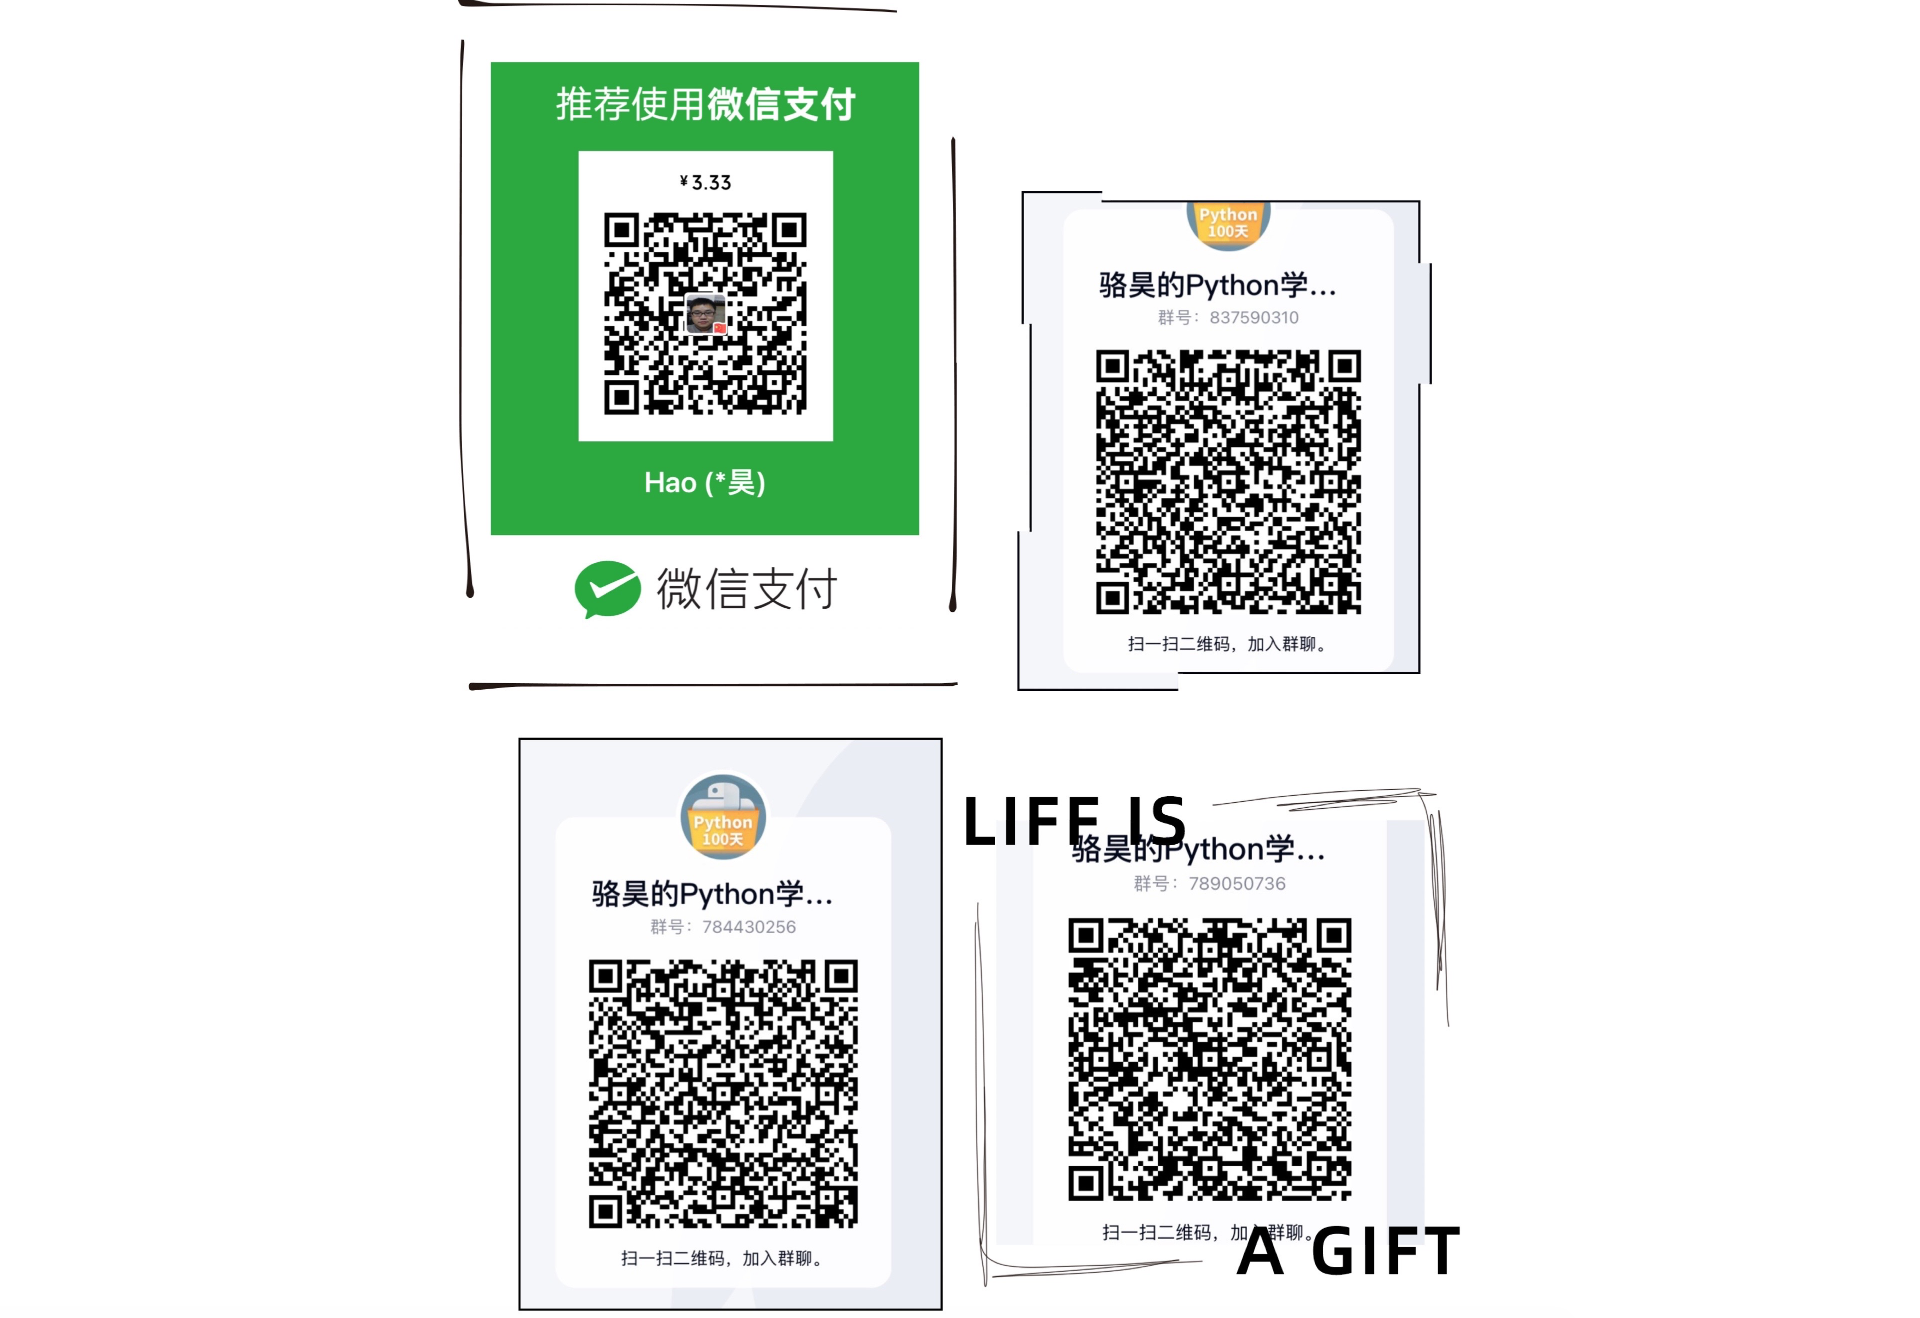 推荐使用微信支付
¥3.33
Hao (*昊)
微信支付
Python
100天
骆昊的Python学...
群号：837590310
扫一扫二维码，加入群聊。
Python
100天
骆昊的Python学...
群号：784430256
扫一扫二维码，加入群聊。
LIFE IS
骆昊的Python学...
群号：789050736
扫一扫二维码，加入群聊。
A GIFT